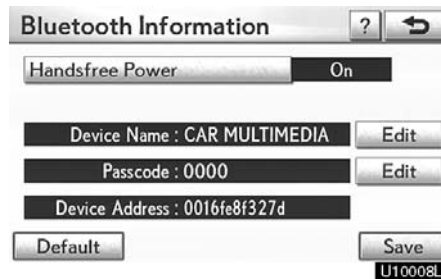 Bluetooth Information ?
Handsfree Power On
Device Name : CAR MULTIMEDIA Edit
Passcode : 0000 Edit
Device Address : 0016fe8f327d
Default Save
U10008L